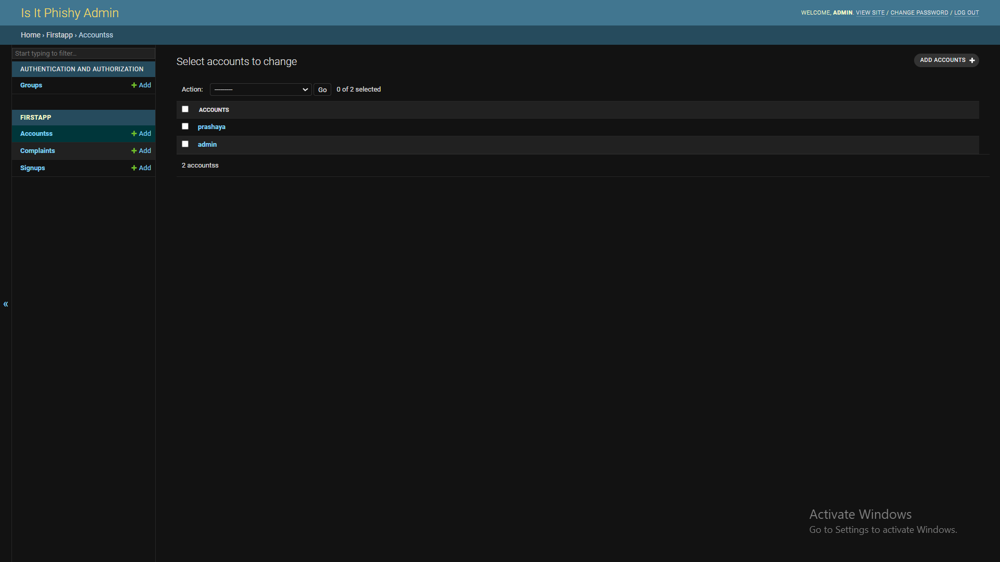 Is It Phishy Admin
WELCOME, ADMIN. VIEW SITE / CHANGE PASSWORD / LOG OUT
Home › Firstapp › Accountss
Start typing to filter...
AUTHENTICATION AND AUTHORIZATION
Groups + Add
FIRSTAPP
Accountss + Add
Complaints + Add
Signups + Add
«
Select accounts to change
ADD ACCOUNTS +
Action: --------- Go 0 of 2 selected
ACCOUNTS
prashaya
admin
2 accountss
Activate Windows
Go to Settings to activate Windows.